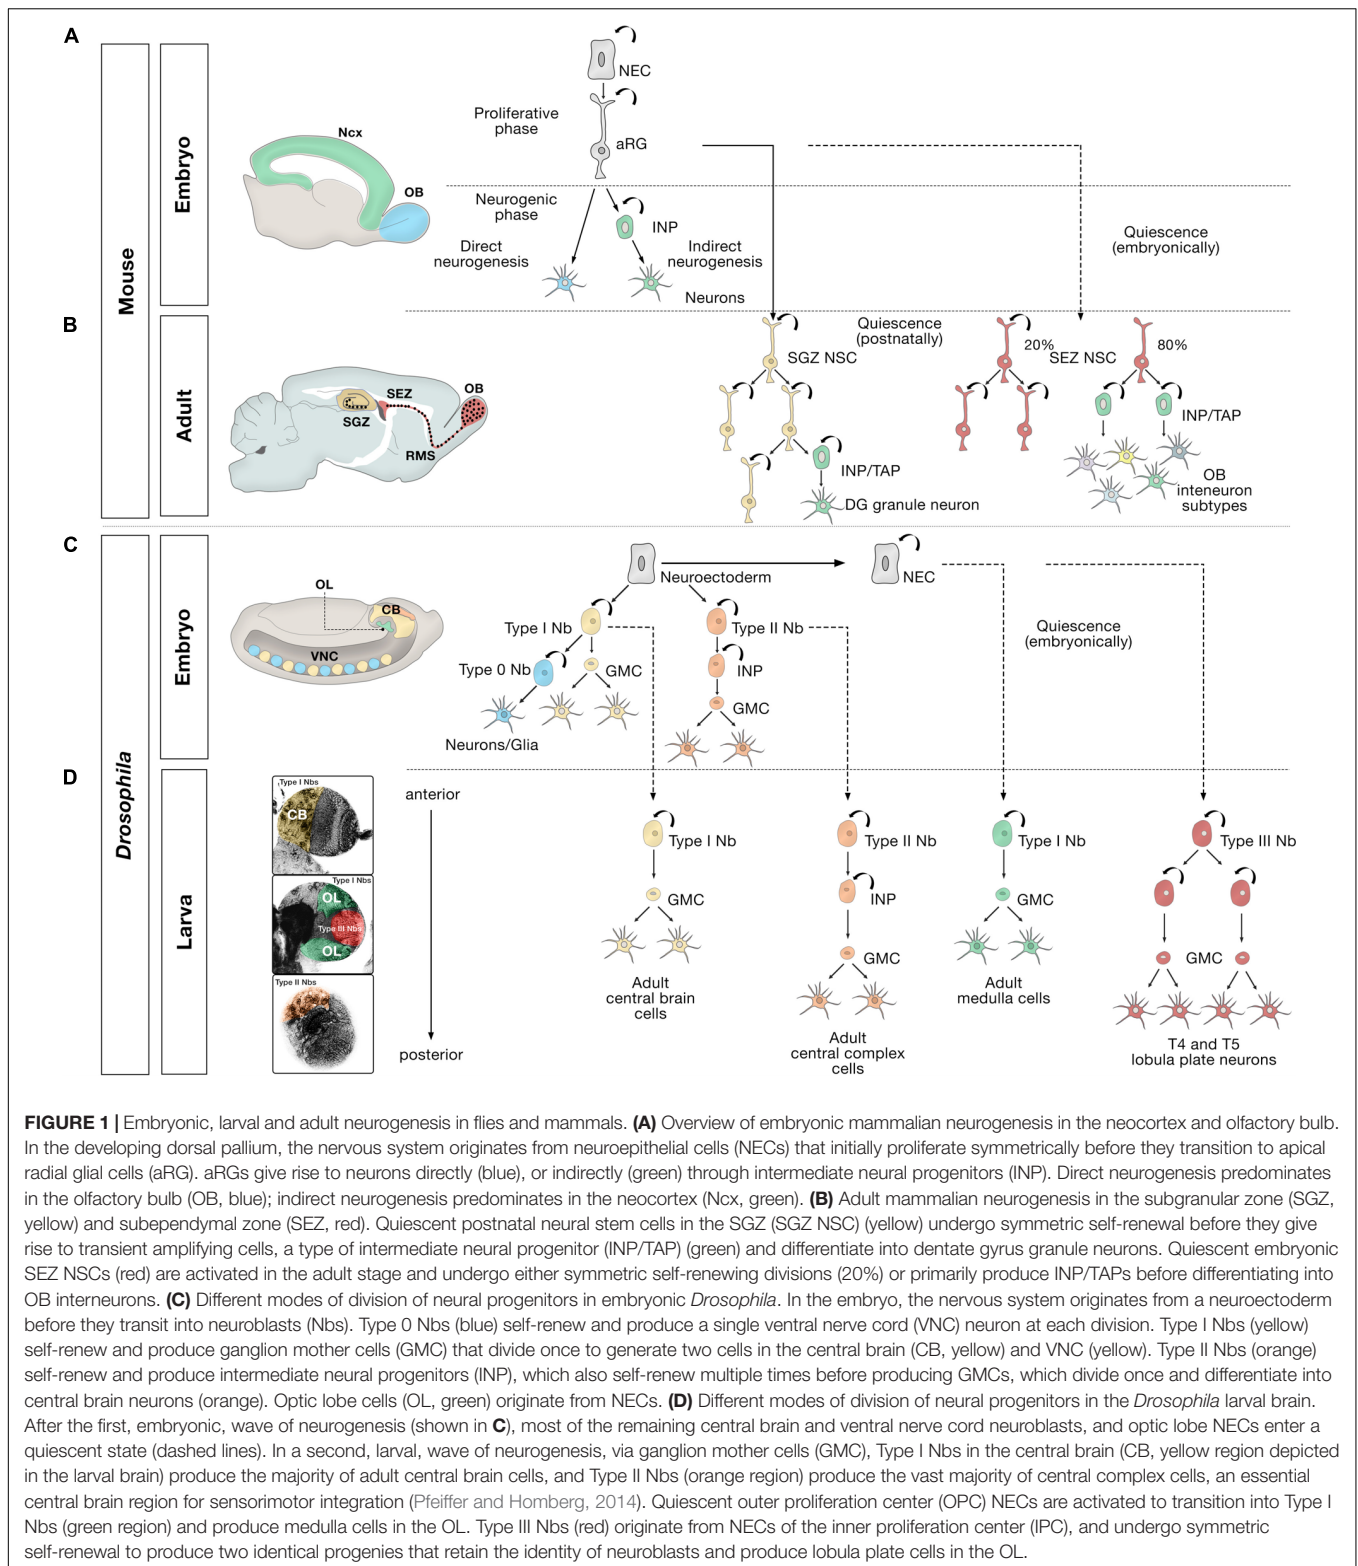 A
Mouse
Embryo
Ncx
OB
NEC
Proliferative
phase
aRG
Neurogenic
phase
INP
Direct
neurogenesis
Indirect
neurogenesis
Neurons
Quiescence
(embryonically)
B
Adult
SEZ
OB
SGZ
RMS
Quiescence
(postnatally)
SGZ NSC
20%
SEZ NSC
80%
INP/TAP
INP/TAP
DG granule neuron
OB
inteneuron
subtypes
C
Drosophila
Embryo
OL
CB
VNC
Neuroectoderm
NEC
Type I Nb
Type II Nb
Type 0 Nb
GMC
INP
GMC
Neurons/Glia
Quiescence
(embryonically)
D
Larva
Type I Nbs
CB
Type I Nbs
OL
Type III Nbs
OL
Type II Nbs
anterior
posterior
Type I Nb
Type II Nb
Type I Nb
Type III Nb
GMC
INP
GMC
GMC
GMC
Adult
central brain
cells
Adult
central complex
cells
Adult
medulla cells
T4 and T5
lobula plate neurons
FIGURE 1 | Embryonic, larval and adult neurogenesis in flies and mammals. (A) Overview of embryonic mammalian neurogenesis in the neocortex and olfactory bulb.
In the developing dorsal pallium, the nervous system originates from neuroepithelial cells (NECs) that initially proliferate symmetrically before they transition to apical
radial glial cells (aRG). aRGs give rise to neurons directly (blue), or indirectly (green) through intermediate neural progenitors (INP). Direct neurogenesis predominates
in the olfactory bulb (OB, blue); indirect neurogenesis predominates in the neocortex (Ncx, green). (B) Adult mammalian neurogenesis in the subgranular zone (SGZ,
yellow) and subependymal zone (SEZ, red). Quiescent postnatal neural stem cells in the SGZ (SGZ NSC) (yellow) undergo symmetric self-renewal before they give
rise to transient amplifying cells, a type of intermediate neural progenitor (INP/TAP) (green) and differentiate into dentate gyrus granule neurons. Quiescent embryonic
SEZ NSCs (red) are activated in the adult stage and undergo either symmetric self-renewing divisions (20%) or primarily produce INP/TAPs before differentiating into
OB interneurons. (C) Different modes of division of neural progenitors in embryonic Drosophila. In the embryo, the nervous system originates from a neuroectoderm
before they transit into neuroblasts (Nbs). Type 0 Nbs (blue) self-renew and produce a single ventral nerve cord (VNC) neuron at each division. Type I Nbs (yellow)
self-renew and produce ganglion mother cells (GMC) that divide once to generate two cells in the central brain (CB, yellow) and VNC (yellow). Type II Nbs (orange)
self-renew and produce intermediate neural progenitors (INP), which also self-renew multiple times before producing GMCs, which divide once and differentiate into
central brain neurons (orange). Optic lobe cells (OL, green) originate from NECs. (D) Different modes of division of neural progenitors in the Drosophila larval brain.
After the first, embryonic, wave of neurogenesis (shown in C), most of the remaining central brain and ventral nerve cord neuroblasts, and optic lobe NECs enter a
quiescent state (dashed lines). In a second, larval, wave of neurogenesis, via ganglion mother cells (GMC), Type I Nbs in the central brain (CB, yellow region depicted
in the larval brain) produce the majority of adult central brain cells, and Type II Nbs (orange region) produce the vast majority of central complex cells, an essential
central brain region for sensorimotor integration (Pfeiffer and Homberg, 2014). Quiescent outer proliferation center (OPC) NECs are activated to transition into Type I
Nbs (green region) and produce medulla cells in the OL. Type III Nbs (red) originate from NECs of the inner proliferation center (IPC), and undergo symmetric
self-renewal to produce two identical progenies that retain the identity of neuroblasts and produce lobula plate cells in the OL.